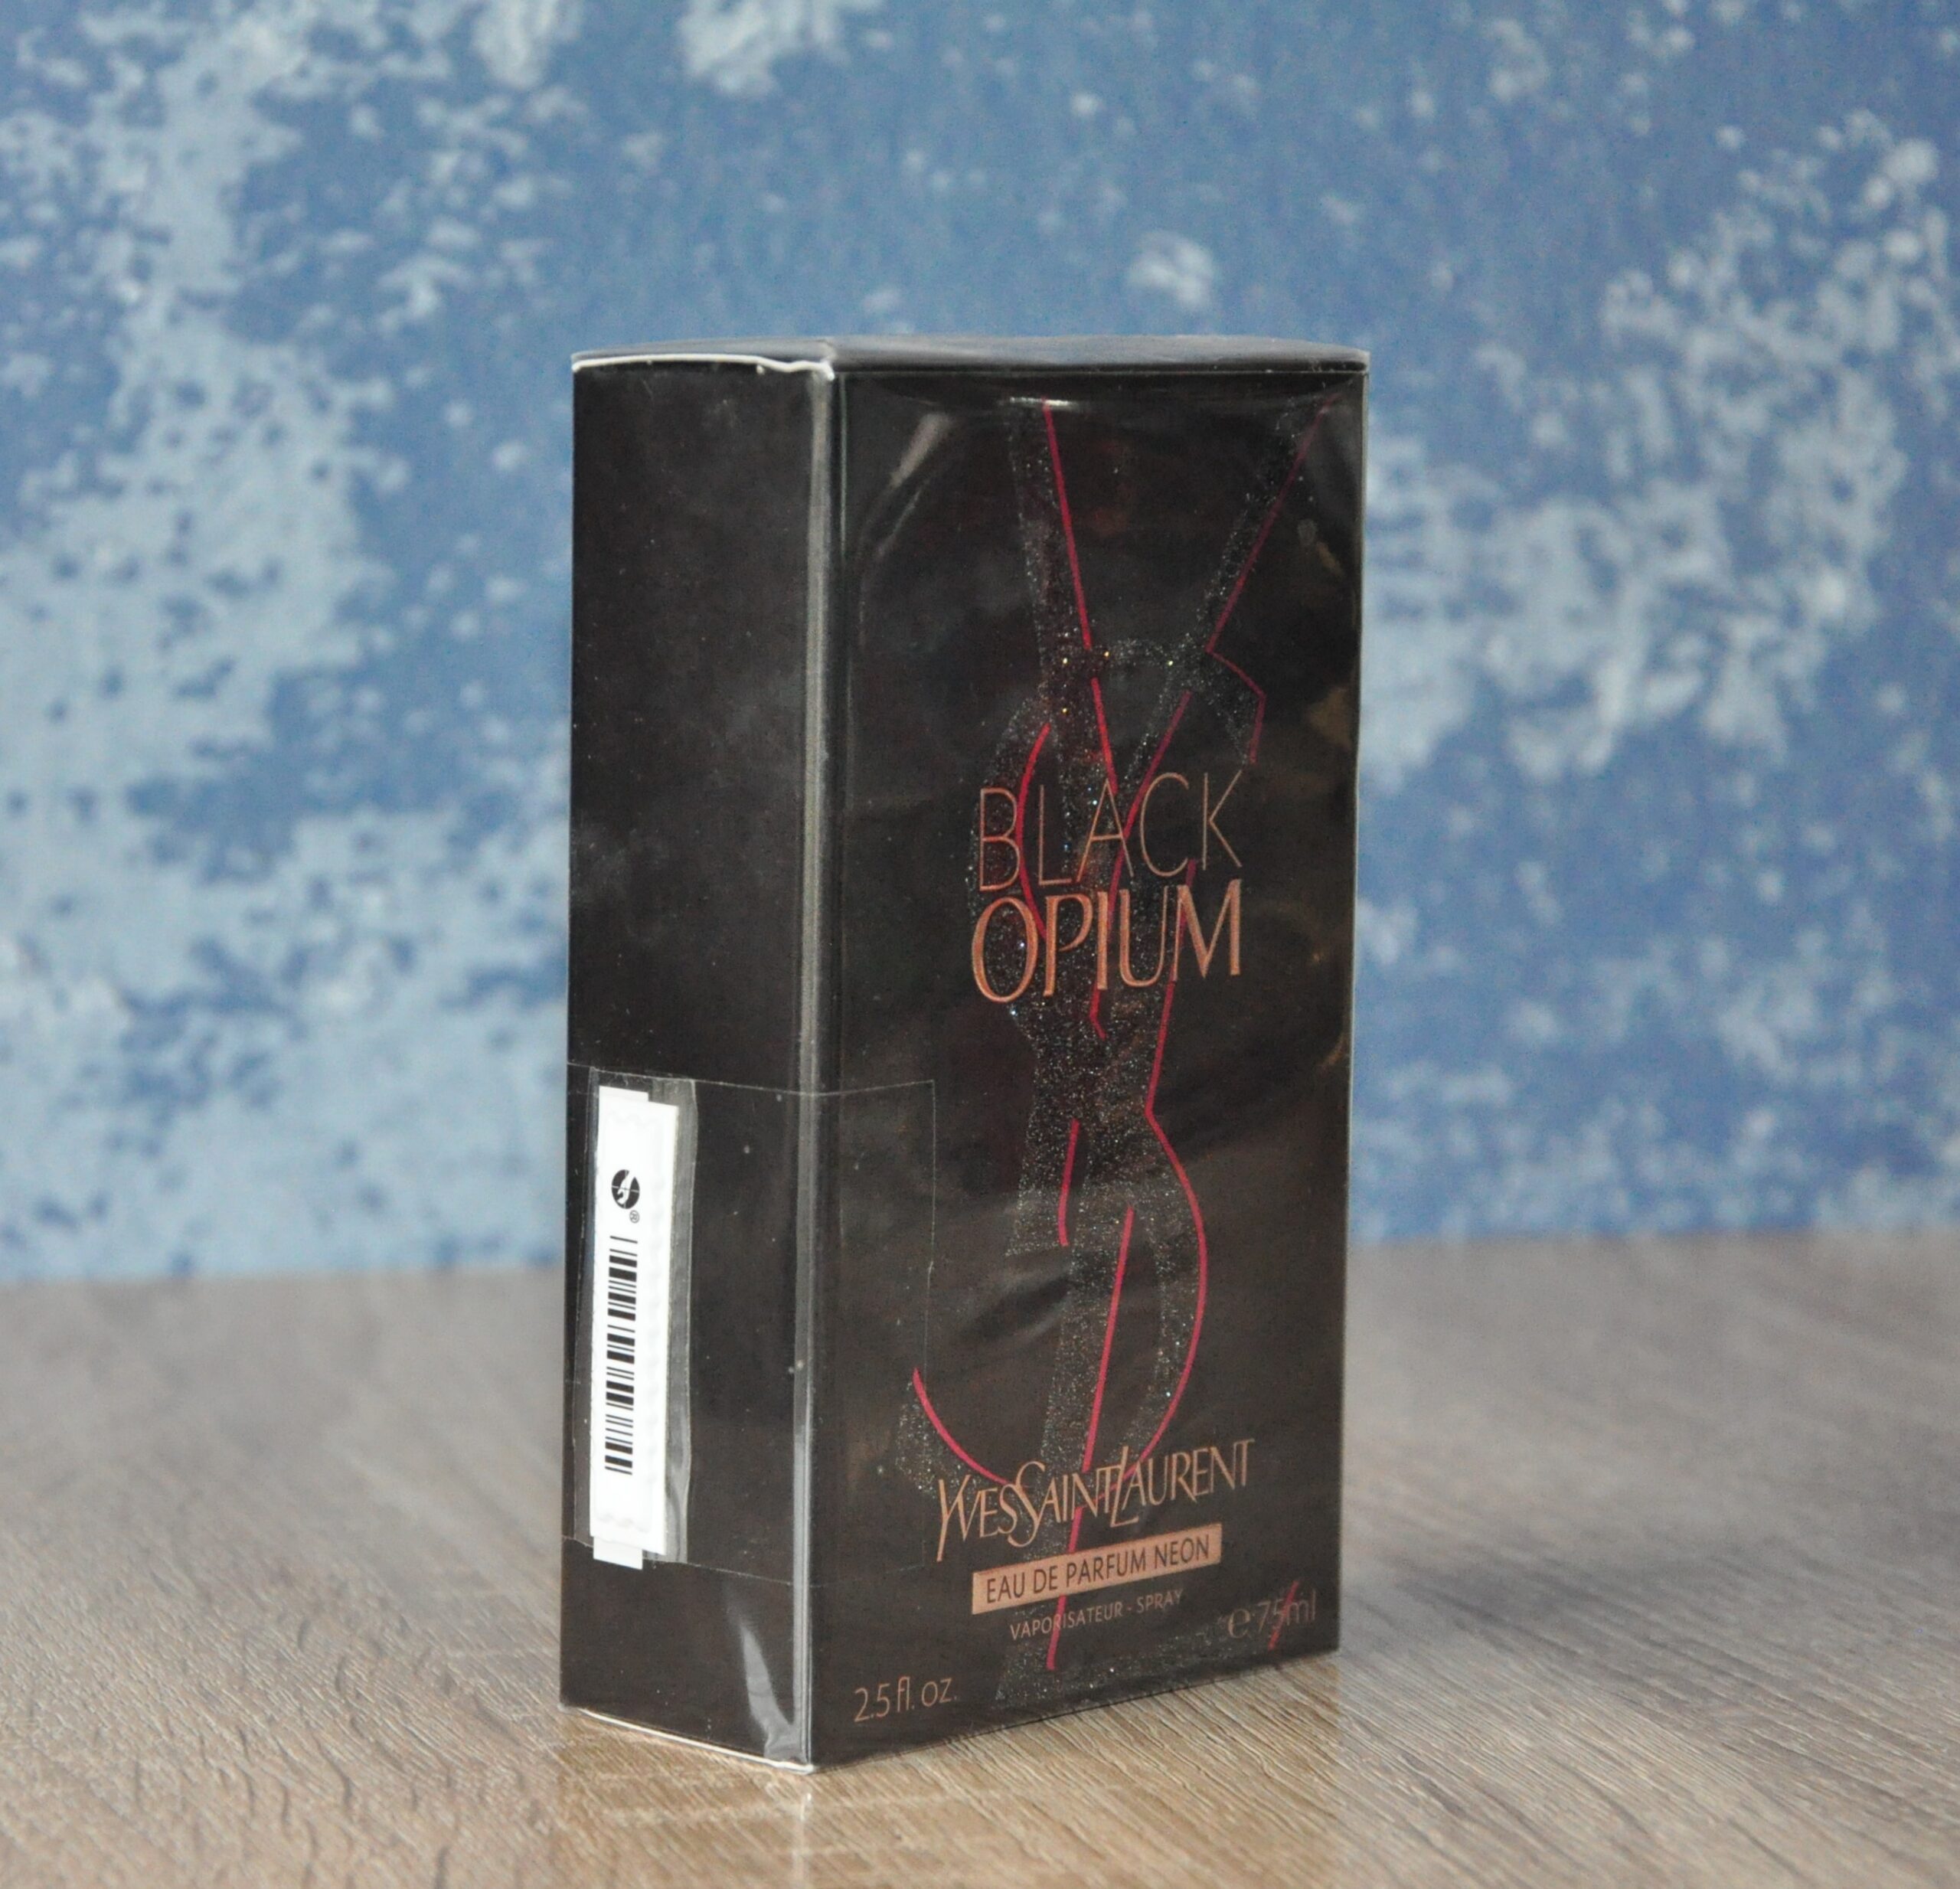 BLACK
OPIUM
YVESSAINTLAURENT
EAU DE PARFUM NEON
VAPORISATEUR - SPRAY
e 75ml
2.5 fl. oz.
®